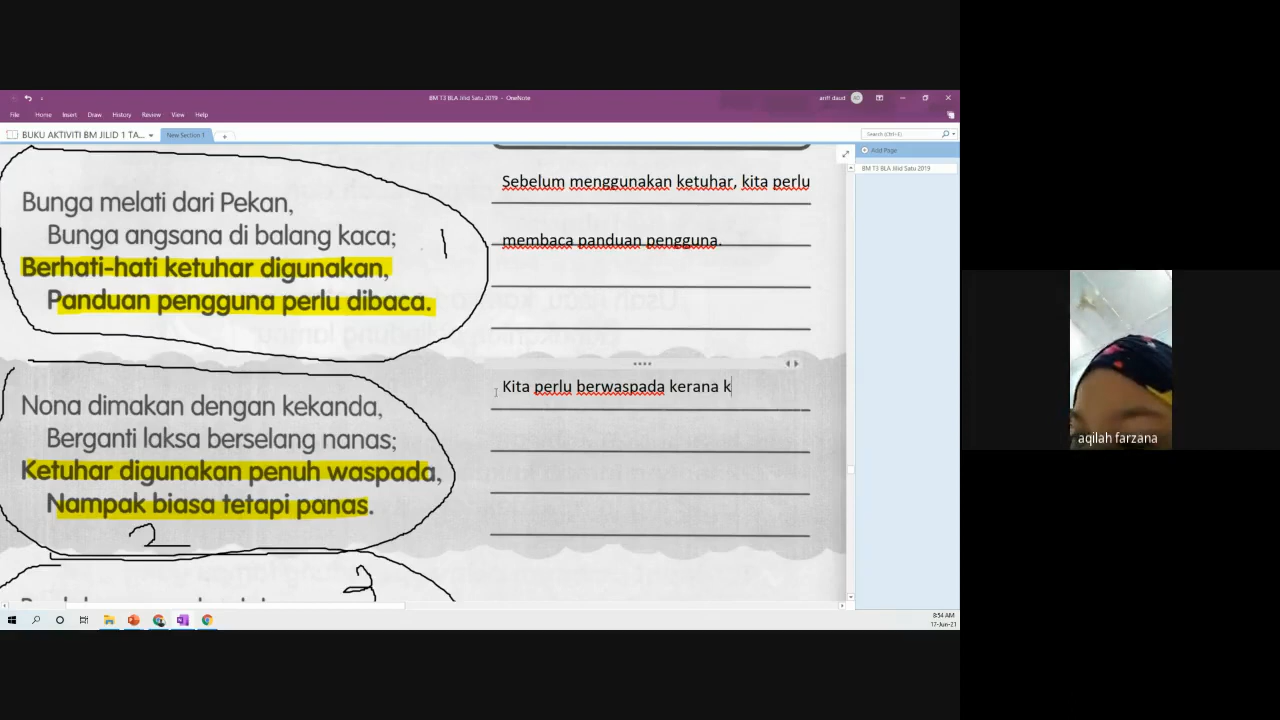 BM T3 BLA Jilid Satu 2019 - OneNote
ariff daud
File Home Insert Draw History Review View Help
BUKU AKTIVITI BM JILID 1 TA...
New Section 1
Search (Ctrl+E)
Add Page
BM T3 BLA Jilid Satu 2019
Bunga melati dari Pekan,
Bunga angsana di balang kaca;
Berhati-hati ketuhar digunakan,
Panduan pengguna perlu dibaca.
1
Sebelum menggunakan ketuhar, kita perlu
membaca panduan pengguna.
Nona dimakan dengan kekanda,
Berganti laksa berselang nanas;
Ketuhar digunakan penuh waspada,
Nampak biasa tetapi panas.
2
Kita perlu berwaspada kerana k
aqilah farzana
8:54 AM
17-Jun-21